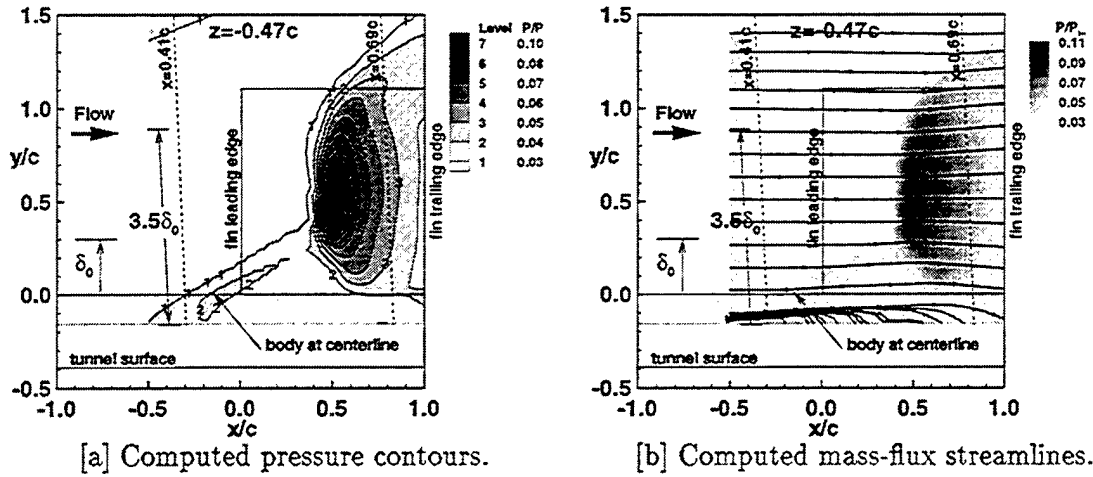 z=-0.47c
x=0.41c
x=0.69c
Level P/P
7 0.10
6 0.08
5 0.07
4 0.06
3 0.05
2 0.04
1 0.03
1.5
1.0
0.5
0.0
-0.5
y/c
Flow
3.5δ₀
δ₀
fin leading edge
fin trailing edge
body at centerline
tunnel surface
-1.0 -0.5 0.0 0.5 1.0
x/c
[a] Computed pressure contours.
z=-0.47c
x=0.41c
x=0.69c
P/P_T
0.11
0.09
0.07
0.05
0.03
1.5
1.0
0.5
0.0
-0.5
y/c
Flow
3.5δ₀
δ₀
fin leading edge
fin trailing edge
body at centerline
tunnel surface
-1.0 -0.5 0.0 0.5 1.0
x/c
[b] Computed mass-flux streamlines.